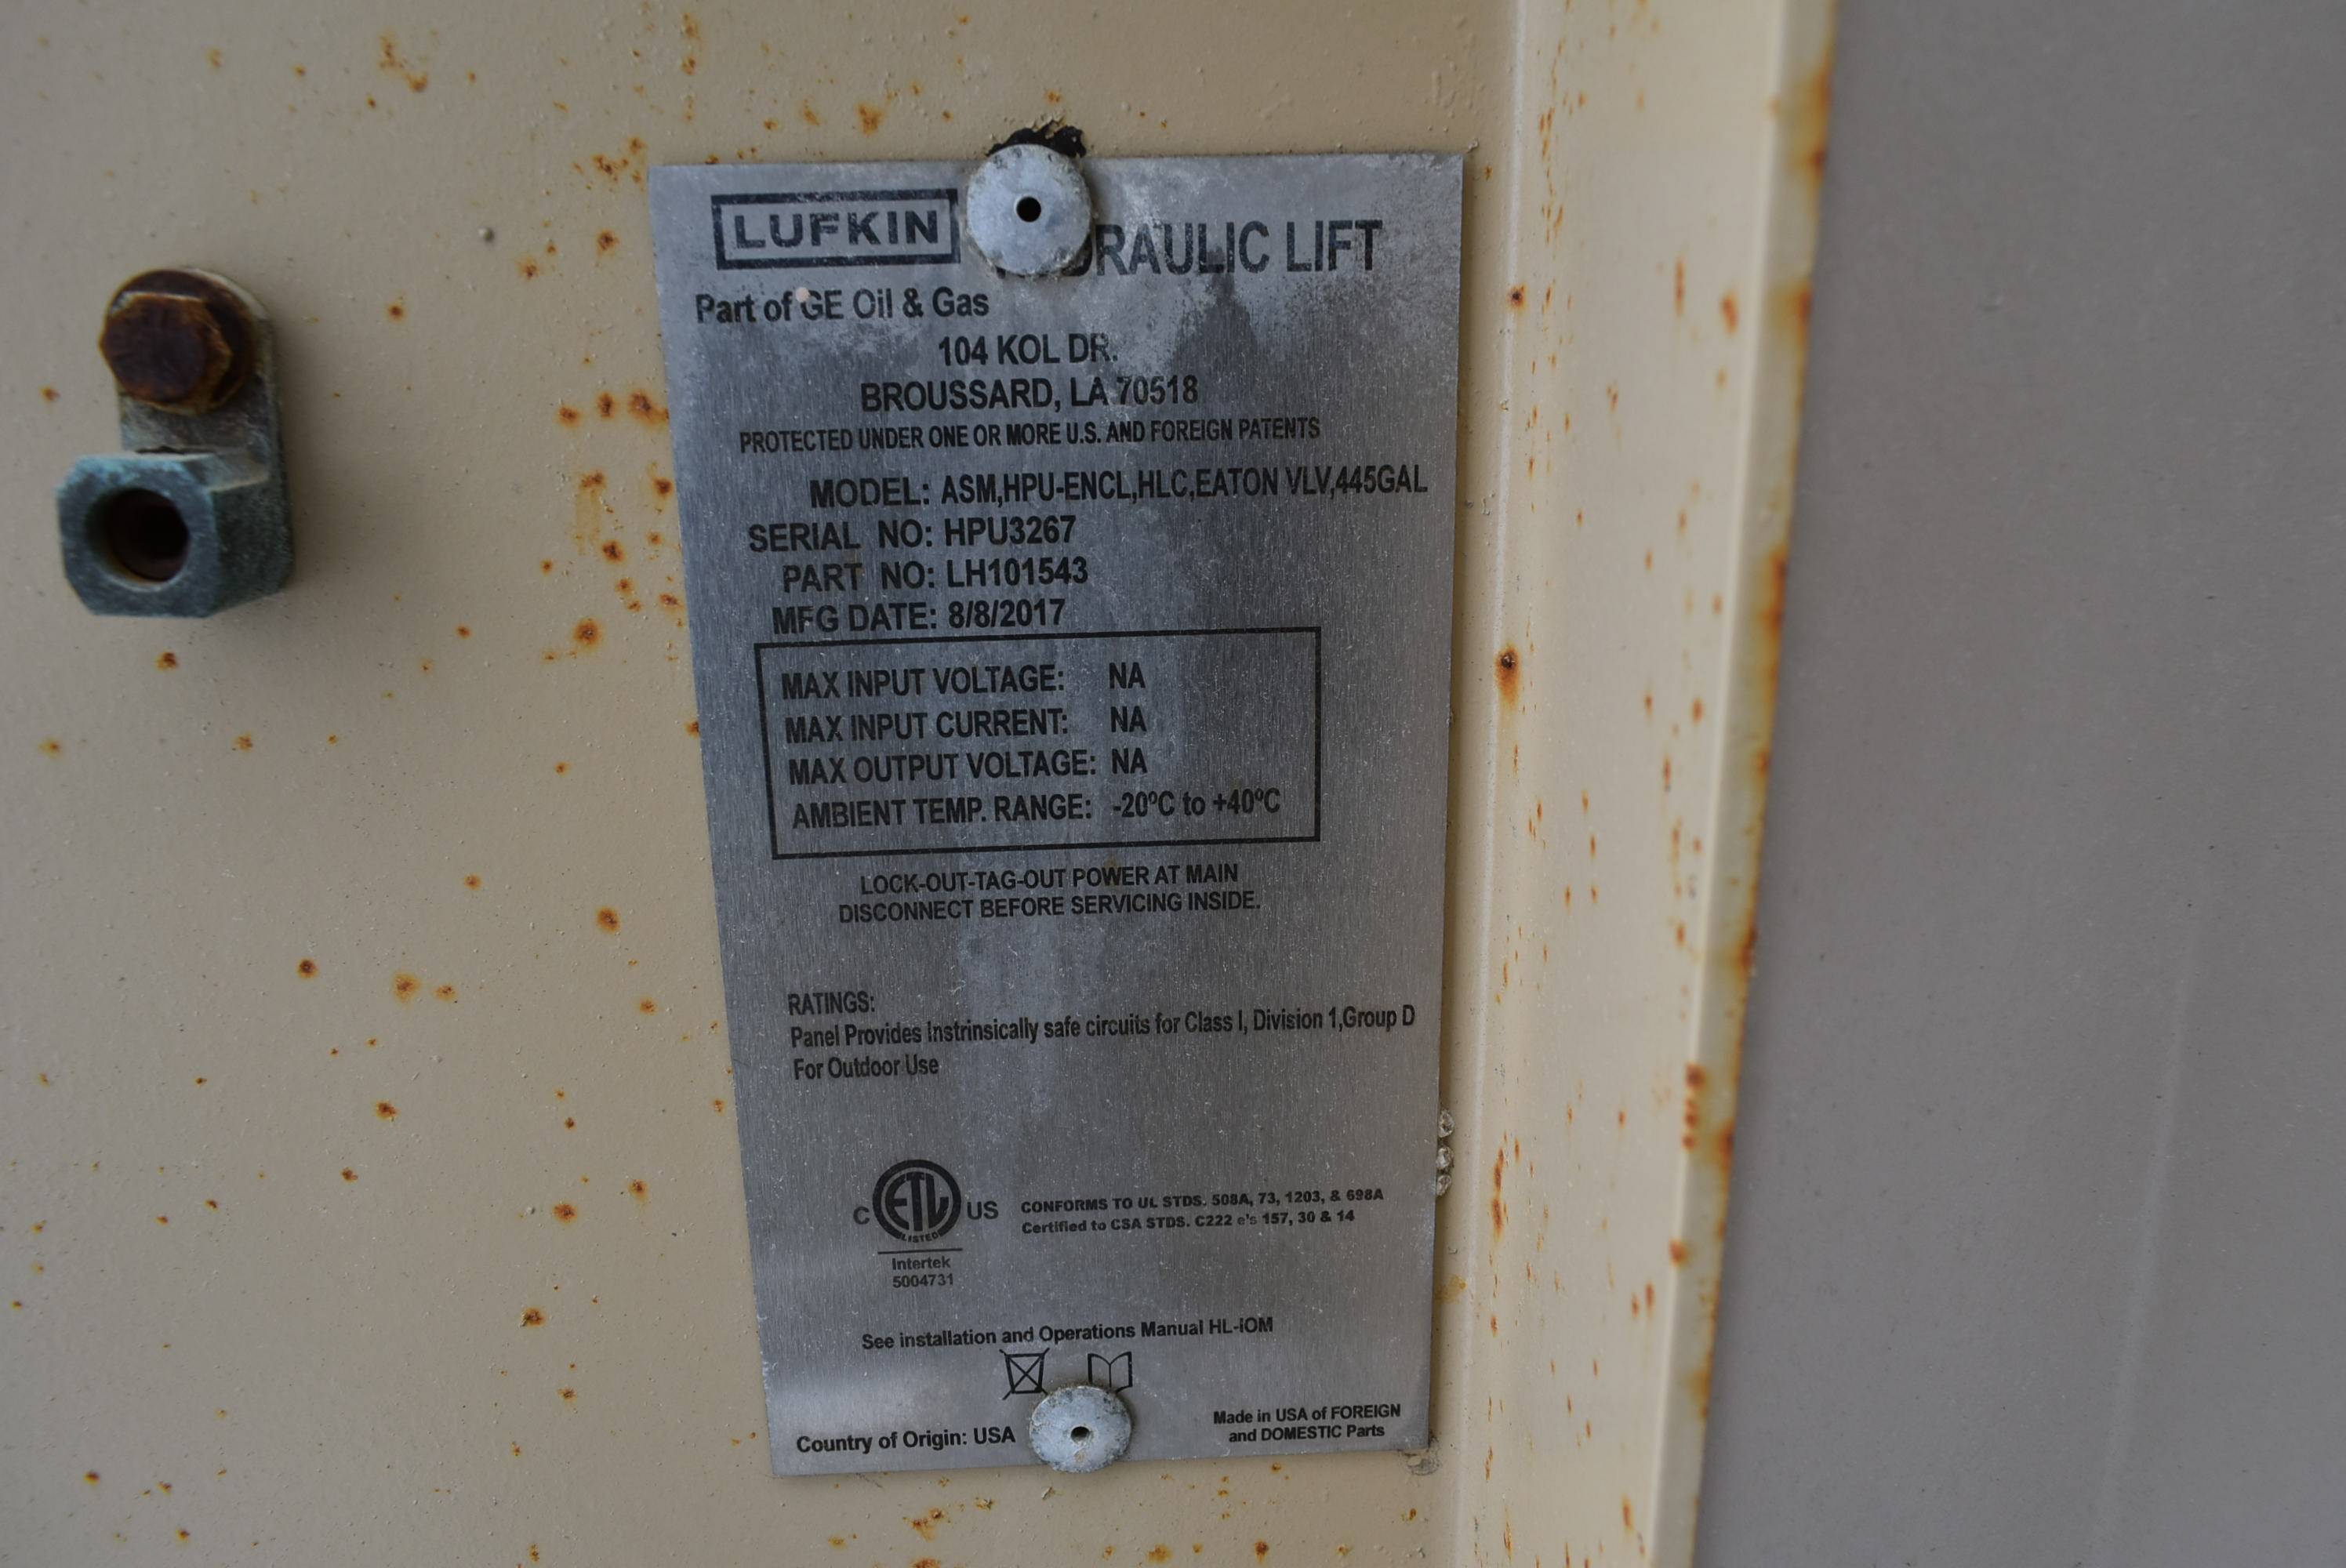 LUFKIN
LIFT
Part of GE Oil & Gas
104 KOL DR.
BROUSSARD, LA 70518
PROTECTED UNDER ONE OR MORE U.S. AND FOREIGN PATENTS
MODEL: ASM,HPU-ENCL,HLC,EATON VLV,445GAL
SERIAL NO: HPU3267
PART NO: LH101543
MFG DATE: 8/8/2017
MAX INPUT VOLTAGE: NA
MAX INPUT CURRENT: NA
MAX OUTPUT VOLTAGE: NA
AMBIENT TEMP. RANGE: -20ºC to +40ºC
LOCK-OUT-TAG-OUT POWER AT MAIN
DISCONNECT BEFORE SERVICING INSIDE.
RATINGS:
Panel Provides Instrinsically safe circuits for Class I, Division 1,Group D
For Outdoor Use
C ETL US
LISTED
CONFORMS TO UL STDS. 508A, 73, 1203, & 698A
Certified to CSA STDS. C222 e's 157, 30 & 14
Intertek
5004731
See installation and Operations Manual HL-iOM
Country of Origin: USA
Made in USA of FOREIGN
and DOMESTIC Parts